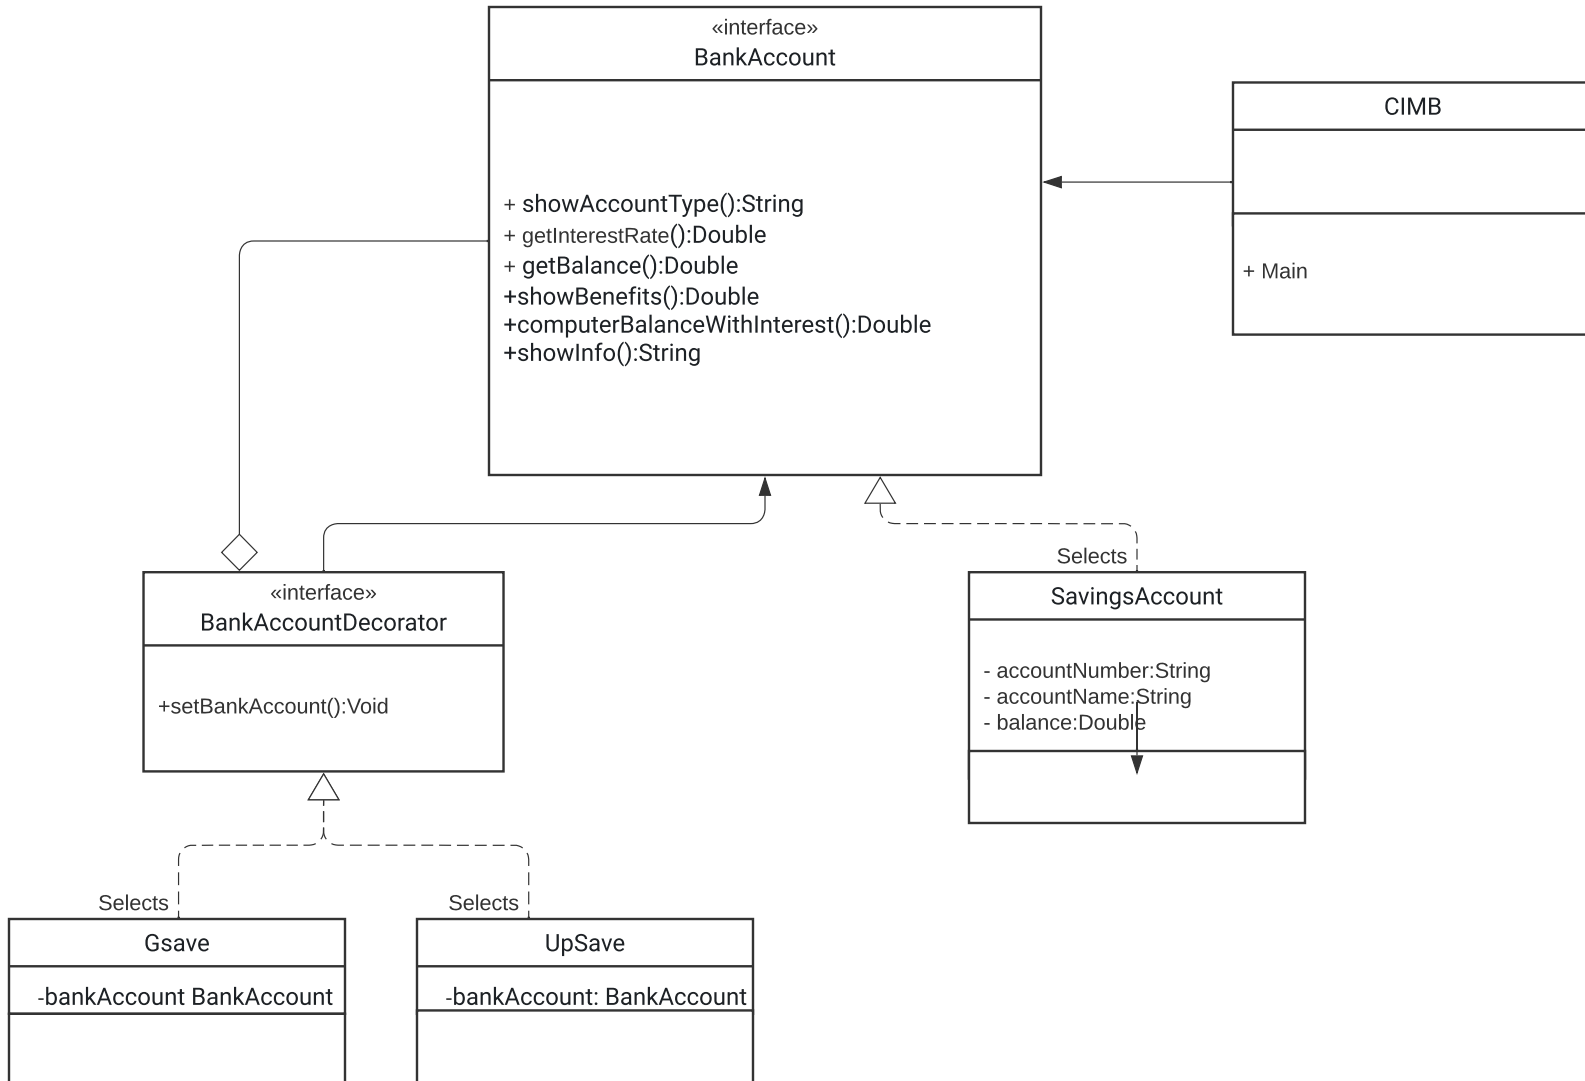 «interface»
BankAccount
+ showAccountType():String
+ getInterestRate():Double
+ getBalance():Double
+showBenefits():Double
+computerBalanceWithInterest():Double
+showInfo():String
CIMB
+ Main
«interface»
BankAccountDecorator
+setBankAccount():Void
Selects
SavingsAccount
- accountNumber:String
- accountName:String
- balance:Double
Selects
Gsave
-bankAccount BankAccount
Selects
UpSave
-bankAccount: BankAccount